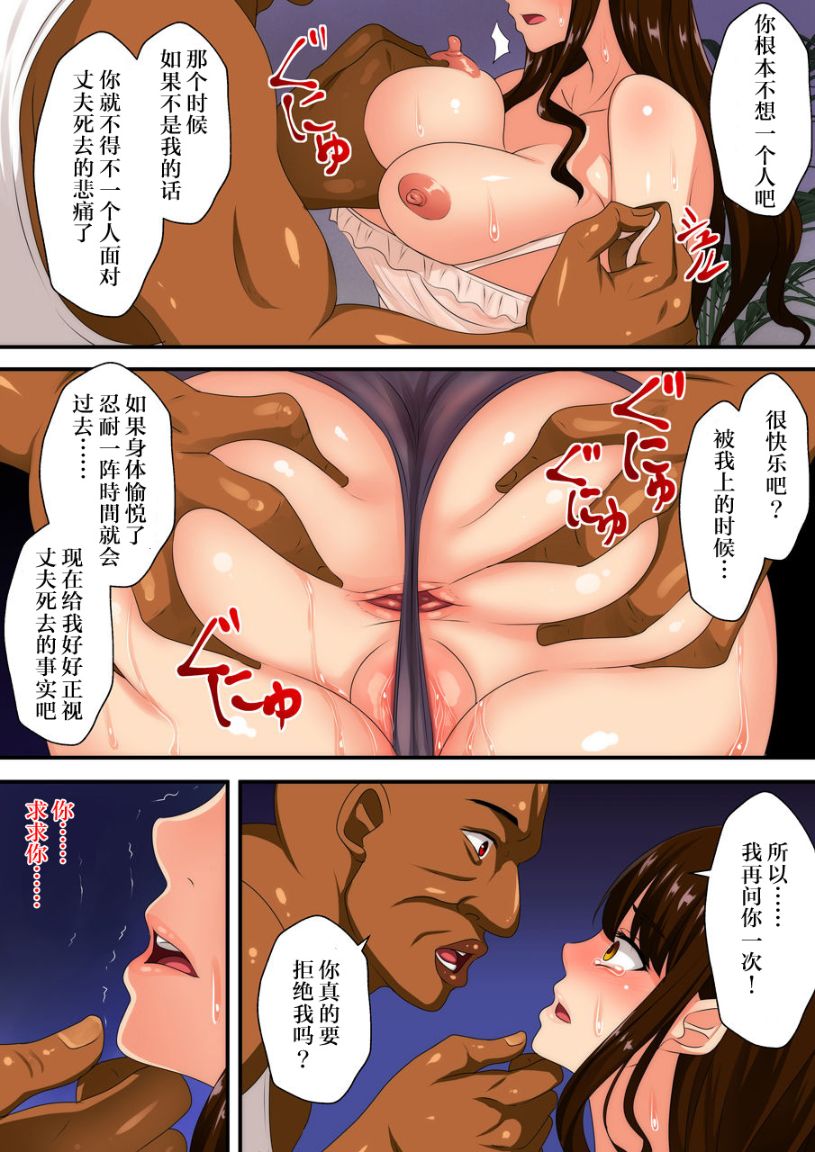 你根本不想一个人吧
那个时候
如果不是我的话
你就不得不一个人面对
丈夫死去的悲痛了
ぐにゅ
很快乐吧？
被我上的时候…
ぐにゅ
ぐにゅ
如果身体愉悦了
忍耐一阵時間就会
过去……
现在给我好好正视
丈夫死去的事实吧
ぐにゅ
所以……
我再问你一次！
你真的要
拒绝我吗？
你……
求求你……